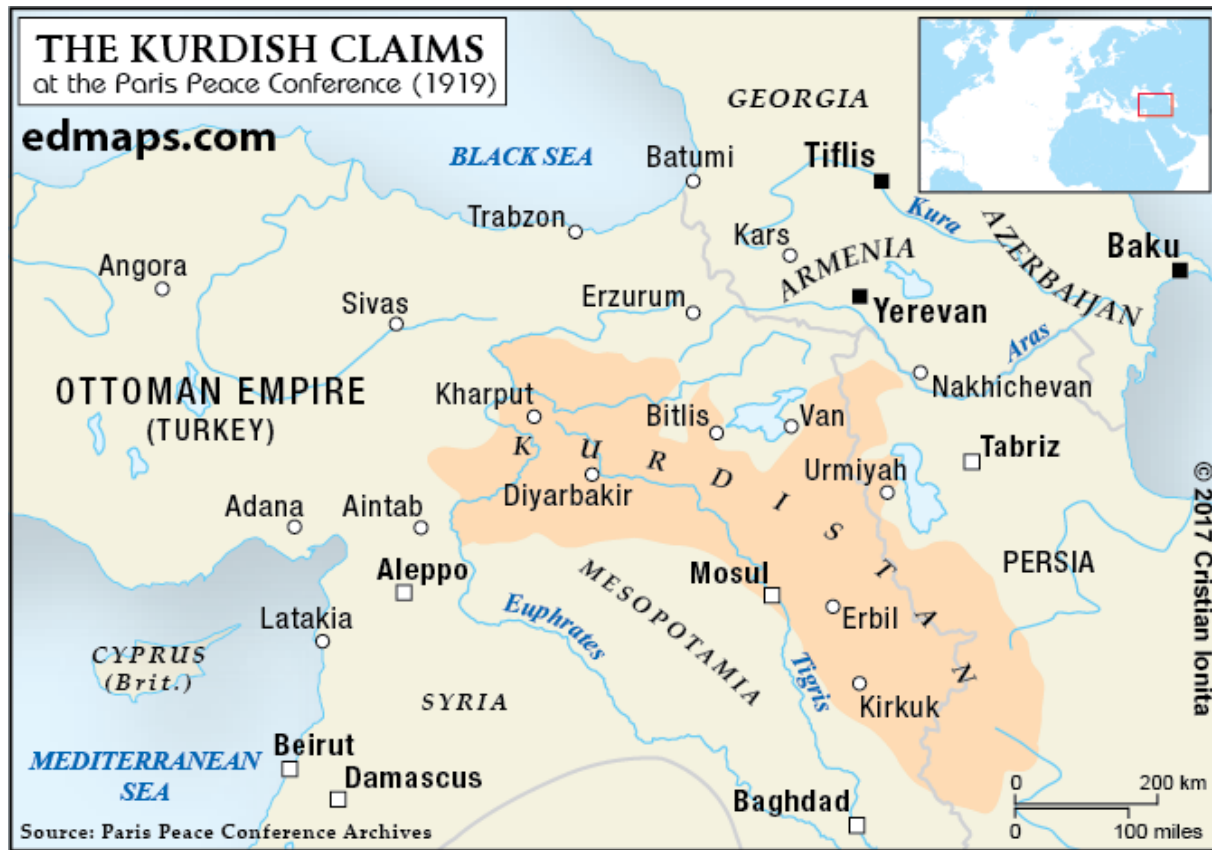 THE KURDISH CLAIMS
at the Paris Peace Conference (1919)
edmaps.com
GEORGIA
BLACK SEA
Batumi
Tiflis
Kura
Trabzon
Kars
ARMENIA
AZERBAIJAN
Baku
Angora
Sivas
Erzurum
Yerevan
Aras
OTTOMAN EMPIRE
(TURKEY)
Kharput
Bitlis
Van
Nakhichevan
KURDISTAN
Tabriz
Urmiyah
Diyarbakir
Adana
Aintab
Aleppo
Mosul
PERSIA
MESOPOTAMIA
Euphrates
Erbil
Latakia
CYPRUS
(Brit.)
Tigris
SYRIA
Kirkuk
MEDITERRANEAN
SEA
Beirut
Damascus
Baghdad
0 200 km
0 100 miles
Source: Paris Peace Conference Archives
© 2017 Cristian Ionita